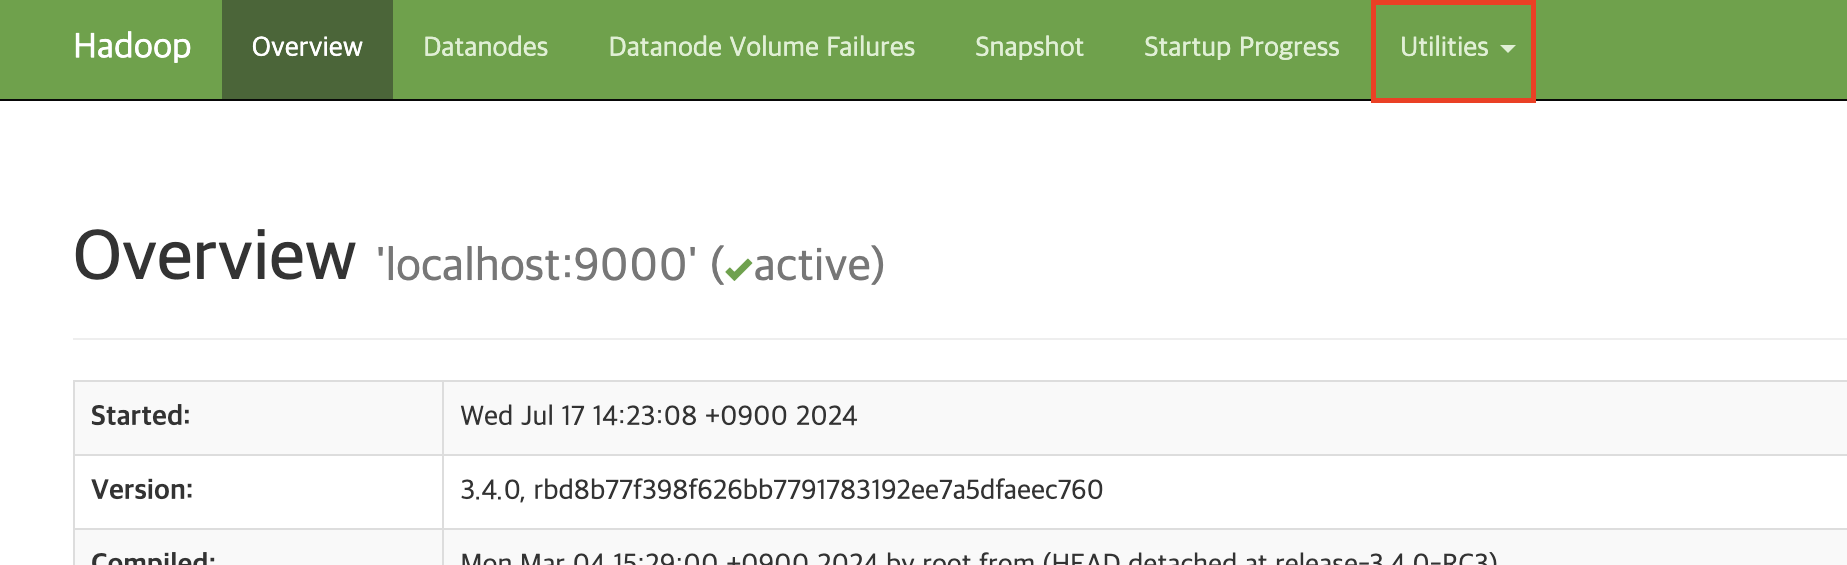 Hadoop Overview Datanodes Datanode Volume Failures Snapshot Startup Progress Utilities
Overview 'localhost:9000' (✔active)
Started: Wed Jul 17 14:23:08 +0900 2024
Version: 3.4.0, rbd8b77f398f626bb7791783192ee7a5dfaeec760
Compiled: Mon Mar 04 15:29:00 +0900 2024 by root from (HEAD detached at release-3.4.0-RC3)